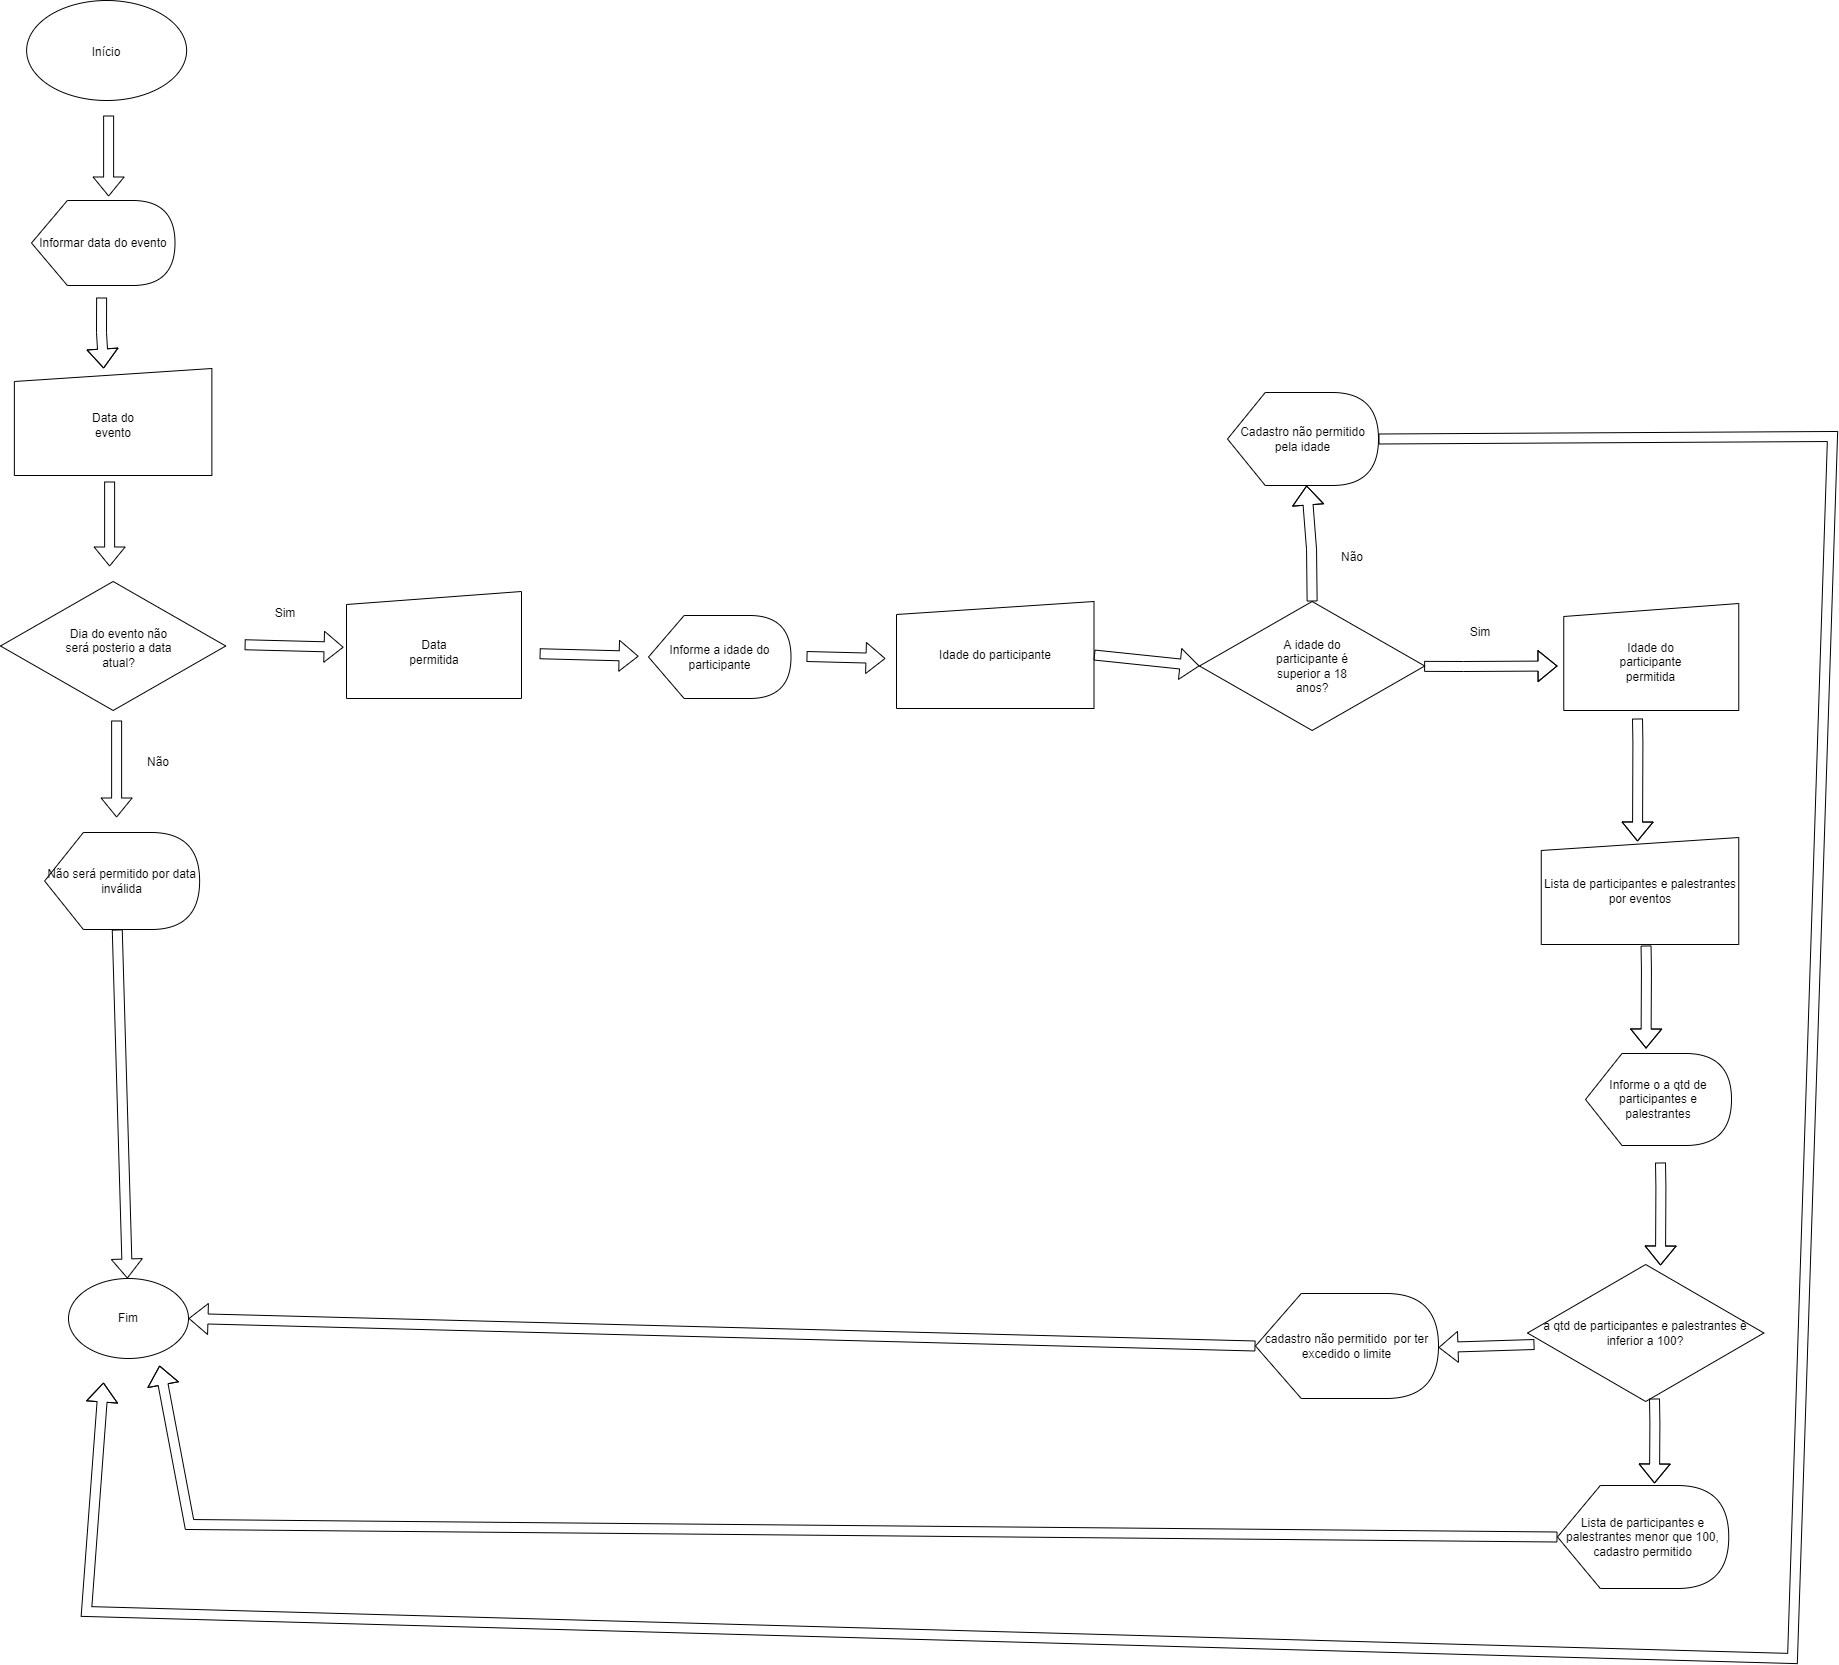 Início
Informar data do evento
Data do
evento
Dia do evento não
será posterio a data
atual?
Sim
Data
permitida
Informe a idade do
participante
Idade do participante
A idade do
participante é
superior a 18
anos?
Não
Cadastro não permitido
pela idade
Sim
Idade do
participante
permitida
Não
Não será permitido por data
inválida
Lista de participantes e palestrantes
por eventos
Informe o a qtd de
participantes e
palestrantes
a qtd de participantes e palestrantes é
inferior a 100?
cadastro não permitido  por ter
excedido o limite
Fim
Lista de participantes e
palestrantes menor que 100,
cadastro permitido